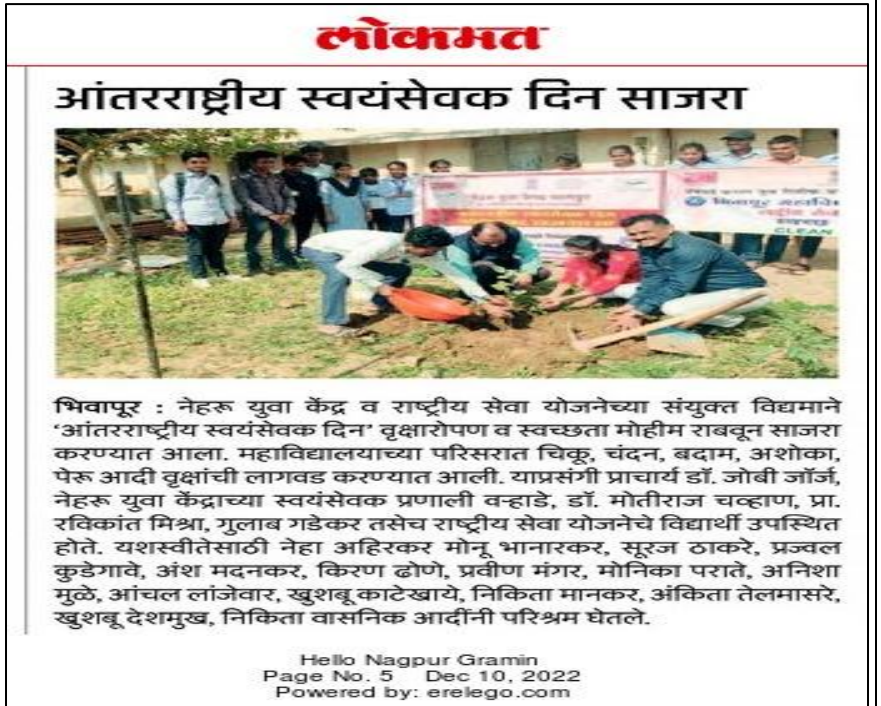 लोकमत
आंतरराष्ट्रीय स्वयंसेवक दिन साजरा
CLEAN
भिवापूर : नेहरू युवा केंद्र व राष्ट्रीय सेवा योजनेच्या संयुक्त विद्यमाने
‘आंतरराष्ट्रीय स्वयंसेवक दिन’ वृक्षारोपण व स्वच्छता मोहीम राबवून साजरा
करण्यात आला. महाविद्यालयाच्या परिसरात चिकू, चंदन, बदाम, अशोका,
पेरू आदी वृक्षांची लागवड करण्यात आली. याप्रसंगी प्राचार्य डॉ. जोबी जॉर्ज,
नेहरू युवा केंद्राच्या स्वयंसेवक प्रणाली वऱ्हाडे, डॉ. मोतीराज चव्हाण, प्रा.
रविकांत मिश्रा, गुलाब गडेकर तसेच राष्ट्रीय सेवा योजनेचे विद्यार्थी उपस्थित
होते. यशस्वीतेसाठी नेहा अहिरकर मोनू भानारकर, सूरज ठाकरे, प्रज्वल
कुडेगावे, अंश मदनकर, किरण ढोणे, प्रवीण मंगर, मोनिका पराते, अनिशा
मुळे, आंचल लांजेवार, खुशबू काटेखाये, निकिता मानकर, अंकिता तेलमासरे,
खुशबू देशमुख, निकिता वासनिक आदींनी परिश्रम घेतले.
Hello Nagpur Gramin
Page No. 5 Dec 10, 2022
Powered by: erelego.com